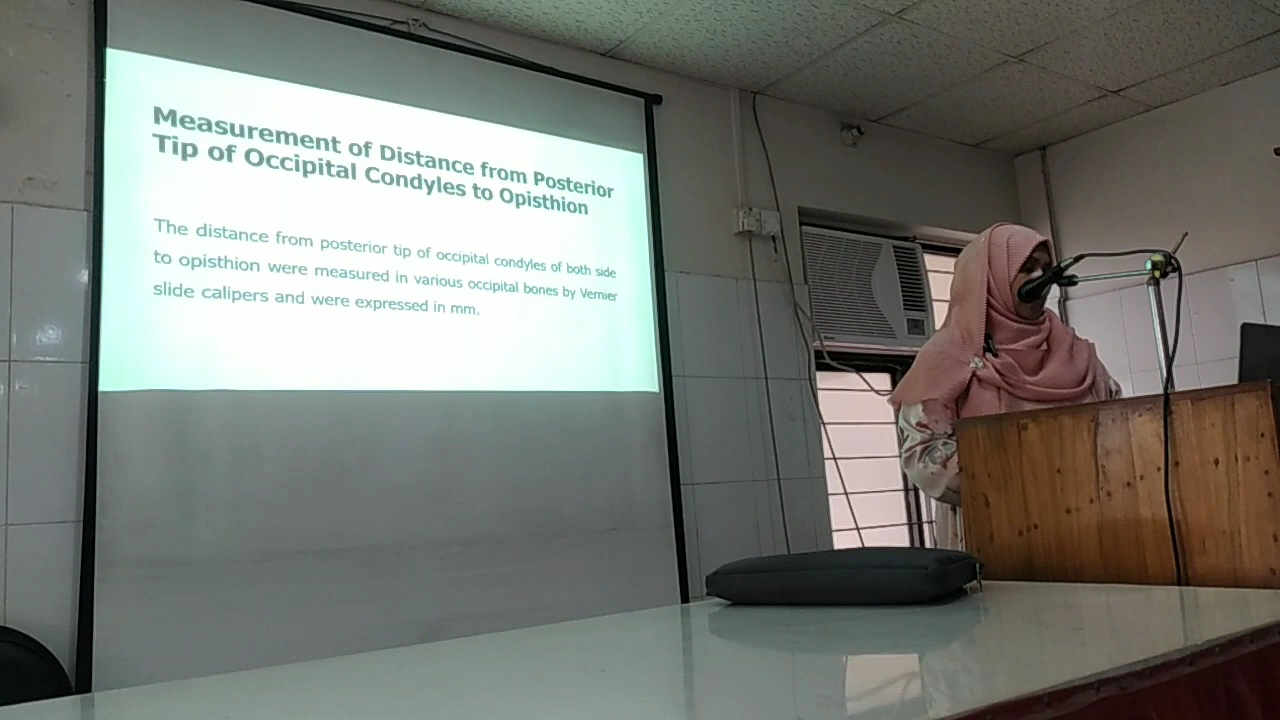 Measurement of Distance from Posterior
Tip of Occipital Condyles to Opisthion
The distance from posterior tip of occipital condyles of both side
to opisthion were measured in various occipital bones by Vernier
slide calipers and were expressed in mm.